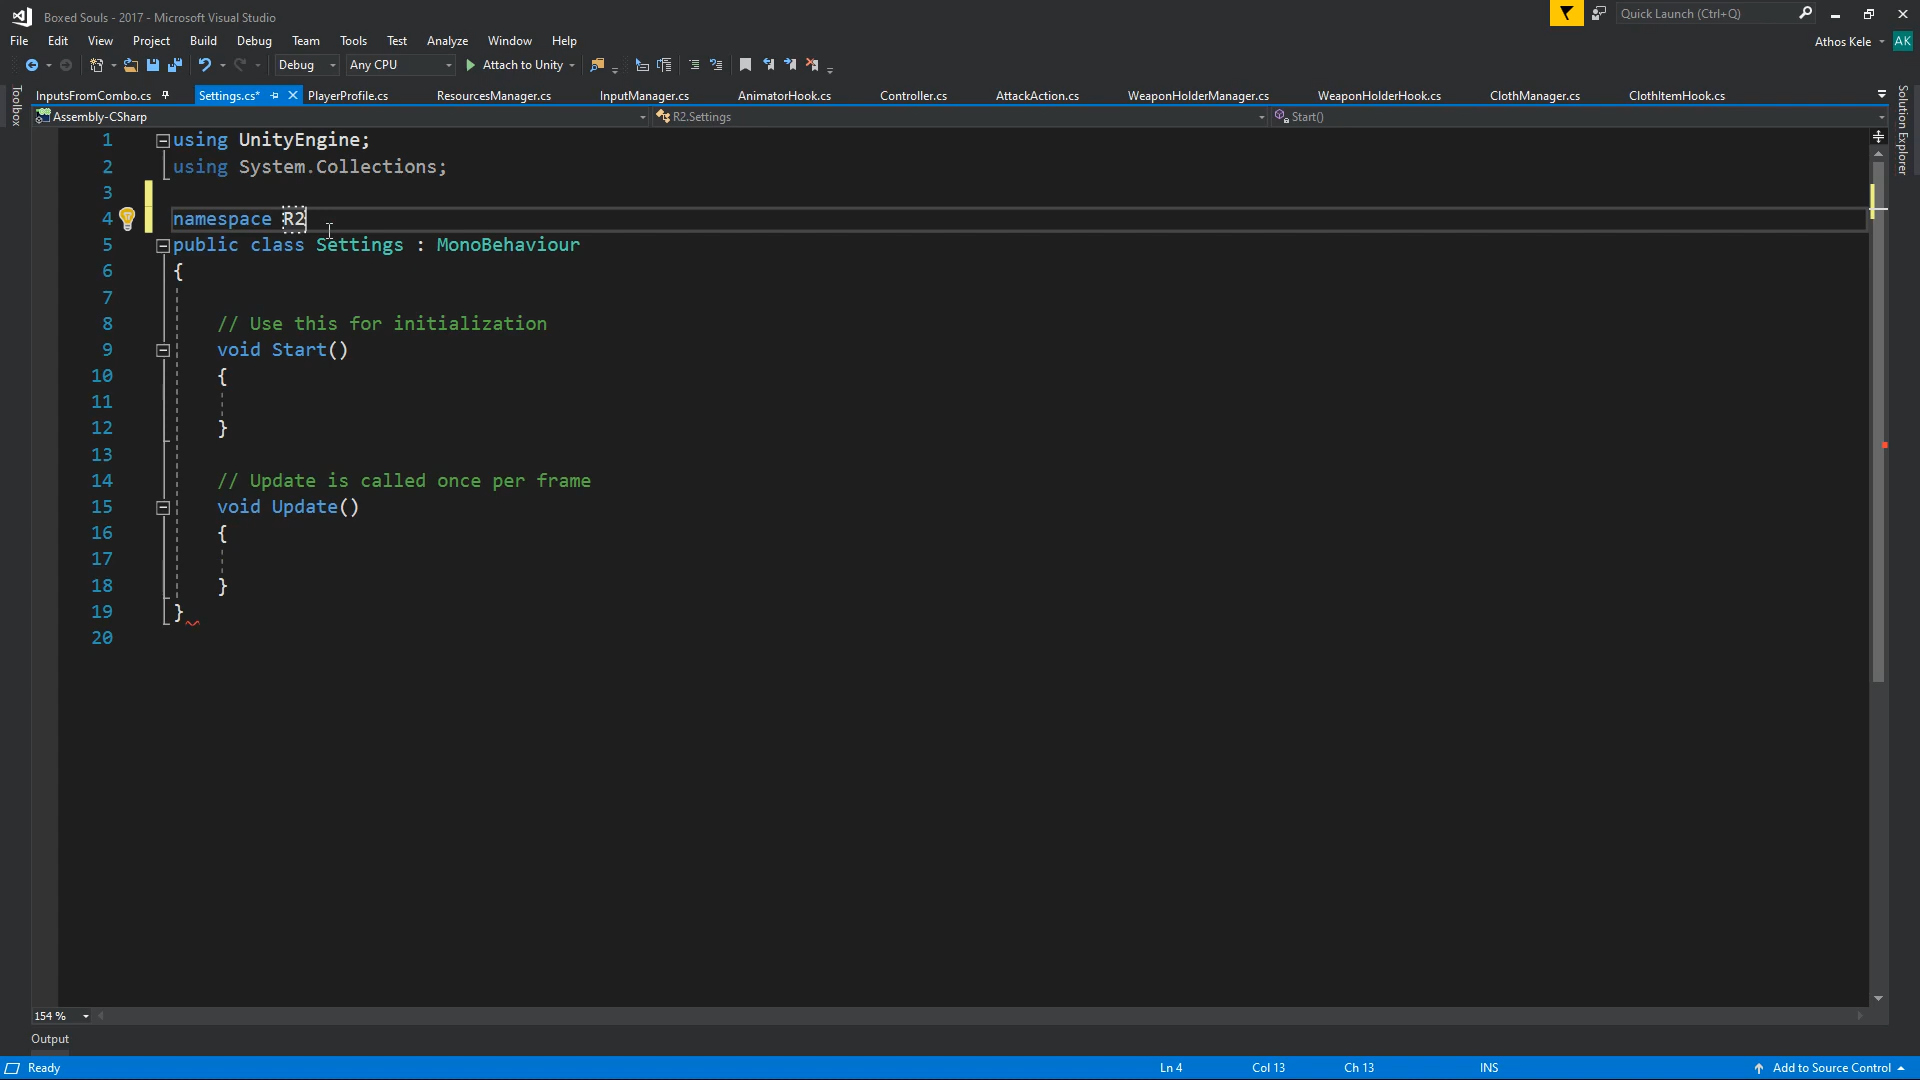 Boxed Souls - 2017 - Microsoft Visual Studio
Quick Launch (Ctrl+Q)
File Edit View Project Build Debug Team Tools Test Analyze Window Help
Athos Kele AK
Debug Any CPU Attach to Unity
Toolbox
InputsFromCombo.cs Settings.cs* PlayerProfile.cs ResourcesManager.cs InputManager.cs AnimatorHook.cs Controller.cs AttackAction.cs WeaponHolderManager.cs WeaponHolderHook.cs ClothManager.cs ClothItemHook.cs
Solution Explorer
Assembly-CSharp R2.Settings Start()
1 using UnityEngine;
2 using System.Collections;
3
4 namespace R2
5 public class Settings : MonoBehaviour
6 {
7
8 // Use this for initialization
9 void Start()
10 {
11
12 }
13
14 // Update is called once per frame
15 void Update()
16 {
17
18 }
19 }
20
154 %
Output
Ready Ln 4 Col 13 Ch 13 INS Add to Source Control